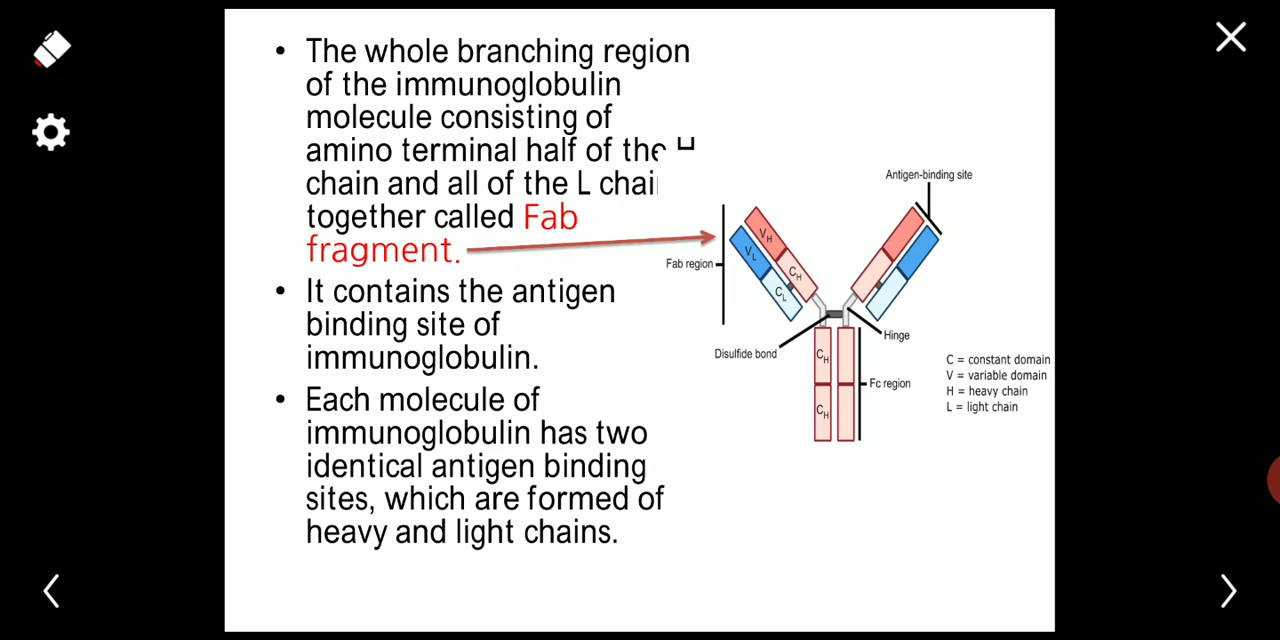 • The whole branching region
of the immunoglobulin
molecule consisting of
amino terminal half of the H
chain and all of the L chai
together called Fab
fragment.
• It contains the antigen
binding site of
immunoglobulin.
• Each molecule of
immunoglobulin has two
identical antigen binding
sites, which are formed of
heavy and light chains.
Antigen-binding site
VH
VL
CH
CL
Fab region
Hinge
Disulfide bond
CH
Fc region
CH
C = constant domain
V = variable domain
H = heavy chain
L = light chain